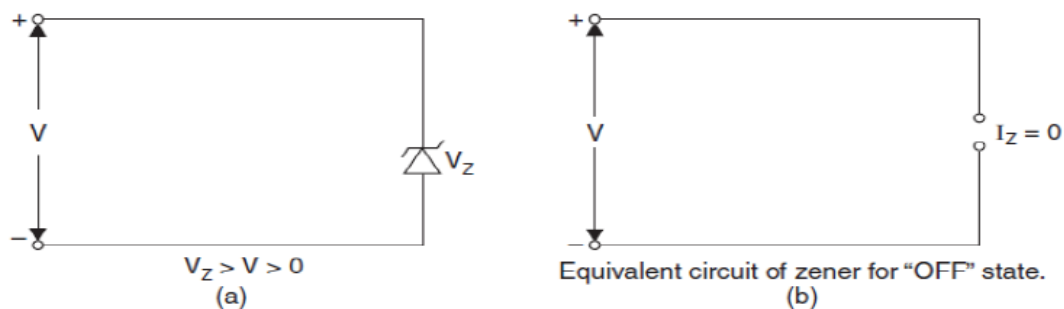 +
V
V_Z
−
V_Z > V > 0
(a)
+
V
I_Z = 0
−
Equivalent circuit of zener for “OFF” state.
(b)